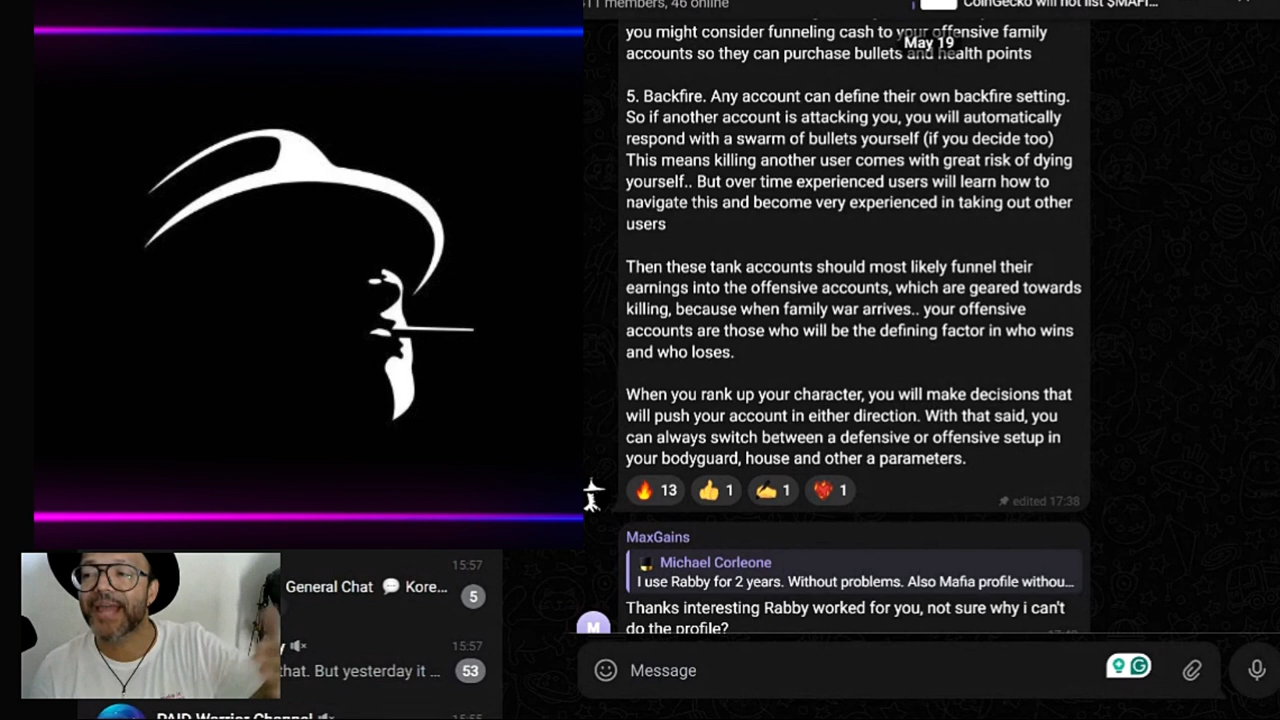 11 members, 46 online
CoinGecko will not list $MAFI...
you might consider funneling cash to your offensive family
May 19
accounts so they can purchase bullets and health points
5. Backfire. Any account can define their own backfire setting.
So if another account is attacking you, you will automatically
respond with a swarm of bullets yourself (if you decide too)
This means killing another user comes with great risk of dying
yourself.. But over time experienced users will learn how to
navigate this and become very experienced in taking out other
users
Then these tank accounts should most likely funnel their
earnings into the offensive accounts, which are geared towards
killing, because when family war arrives.. your offensive
accounts are those who will be the defining factor in who wins
and who loses.
When you rank up your character, you will make decisions that
will push your account in either direction. With that said, you
can always switch between a defensive or offensive setup in
your bodyguard, house and other a parameters.
13 1 1 1
edited 17:38
MaxGains
Michael Corleone
I use Rabby for 2 years. Without problems. Also Mafia profile withou...
Thanks interesting Rabby worked for you, not sure why i can't
do the profile?
M
Message
15:57
General Chat 💬 Kore...
5
15:57
that. But yesterday it ...
53
PAID Warrior Channel